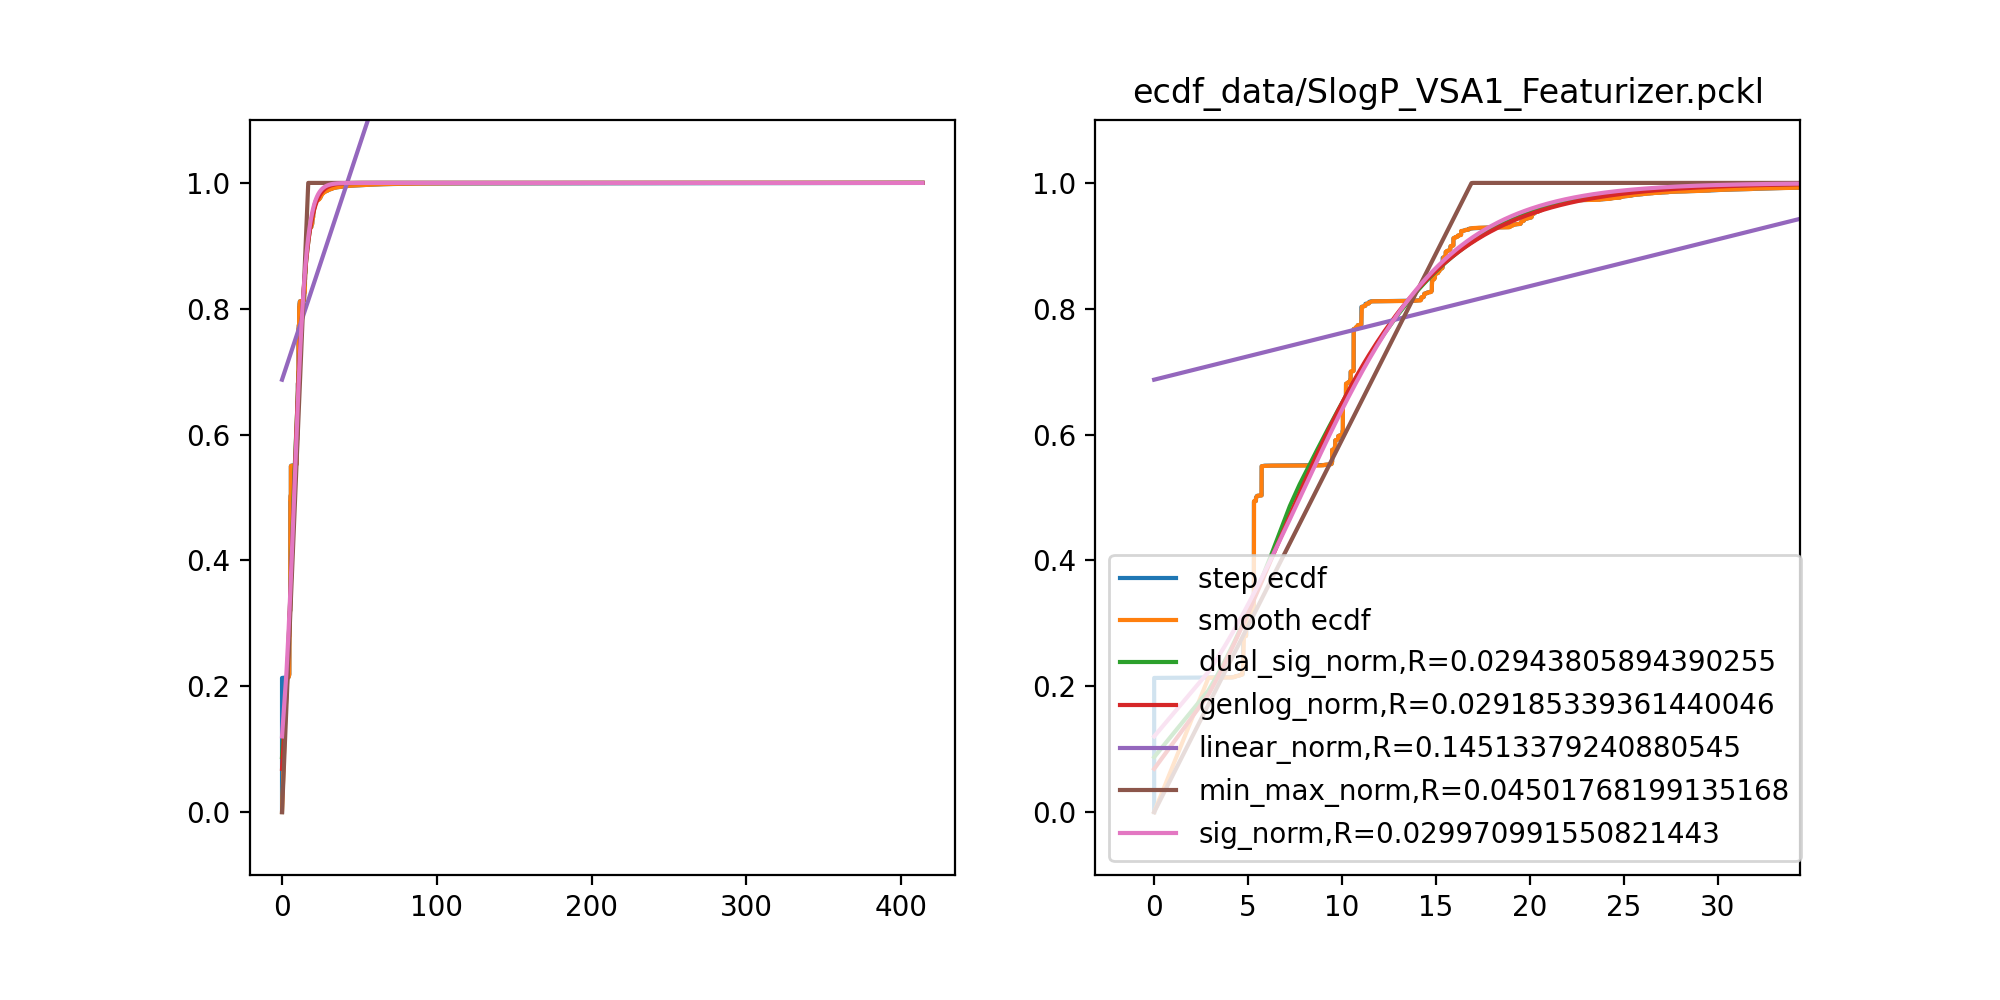 ecdf_data/SlogP_VSA1_Featurizer.pckl
1.0
0.8
0.6
0.4
0.2
0.0
0 100 200 300 400
1.0
0.8
0.6
0.4
0.2
0.0
step ecdf
smooth ecdf
dual_sig_norm,R=0.02943805894390255
genlog_norm,R=0.029185339361440046
linear_norm,R=0.14513379240880545
min_max_norm,R=0.04501768199135168
sig_norm,R=0.029970991550821443
0 5 10 15 20 25 30